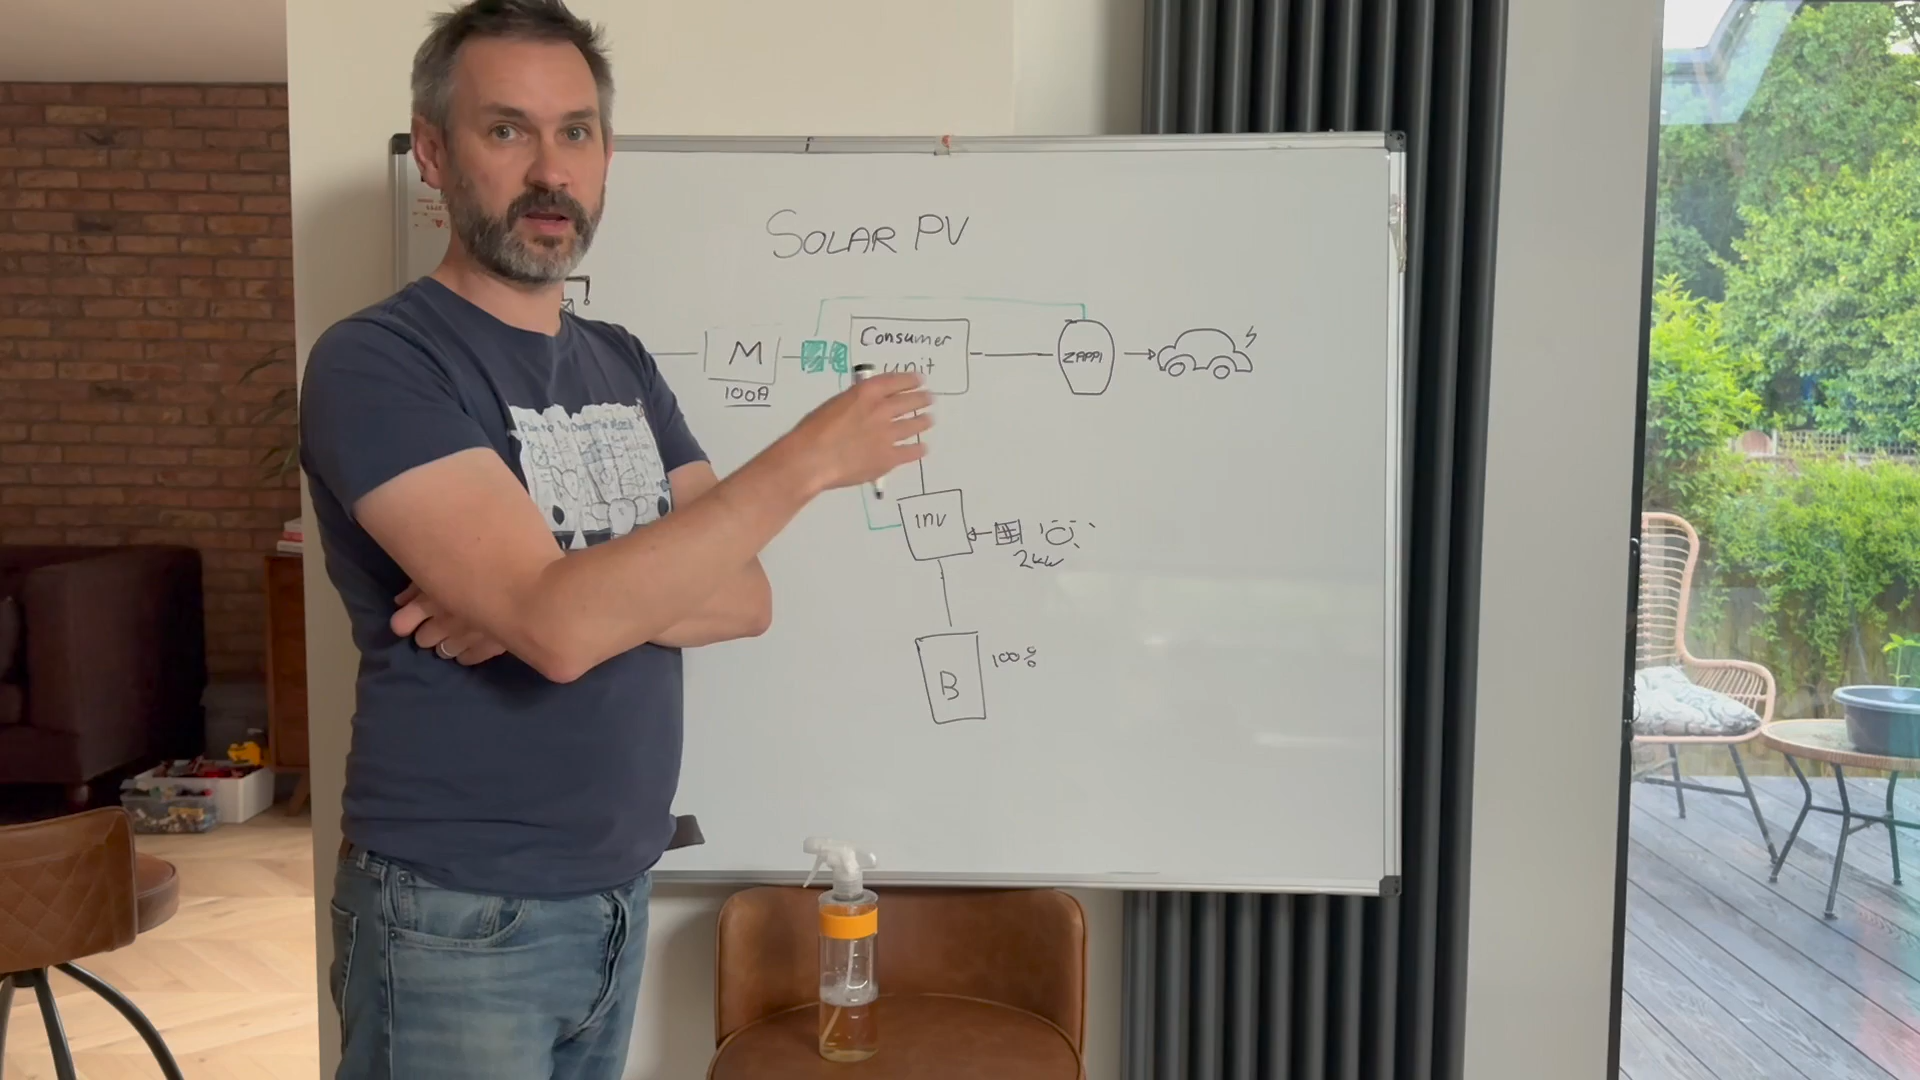 SOLAR PV
M
100A
Consumer
unit
ZAPPI
inv
2kW
B
100%